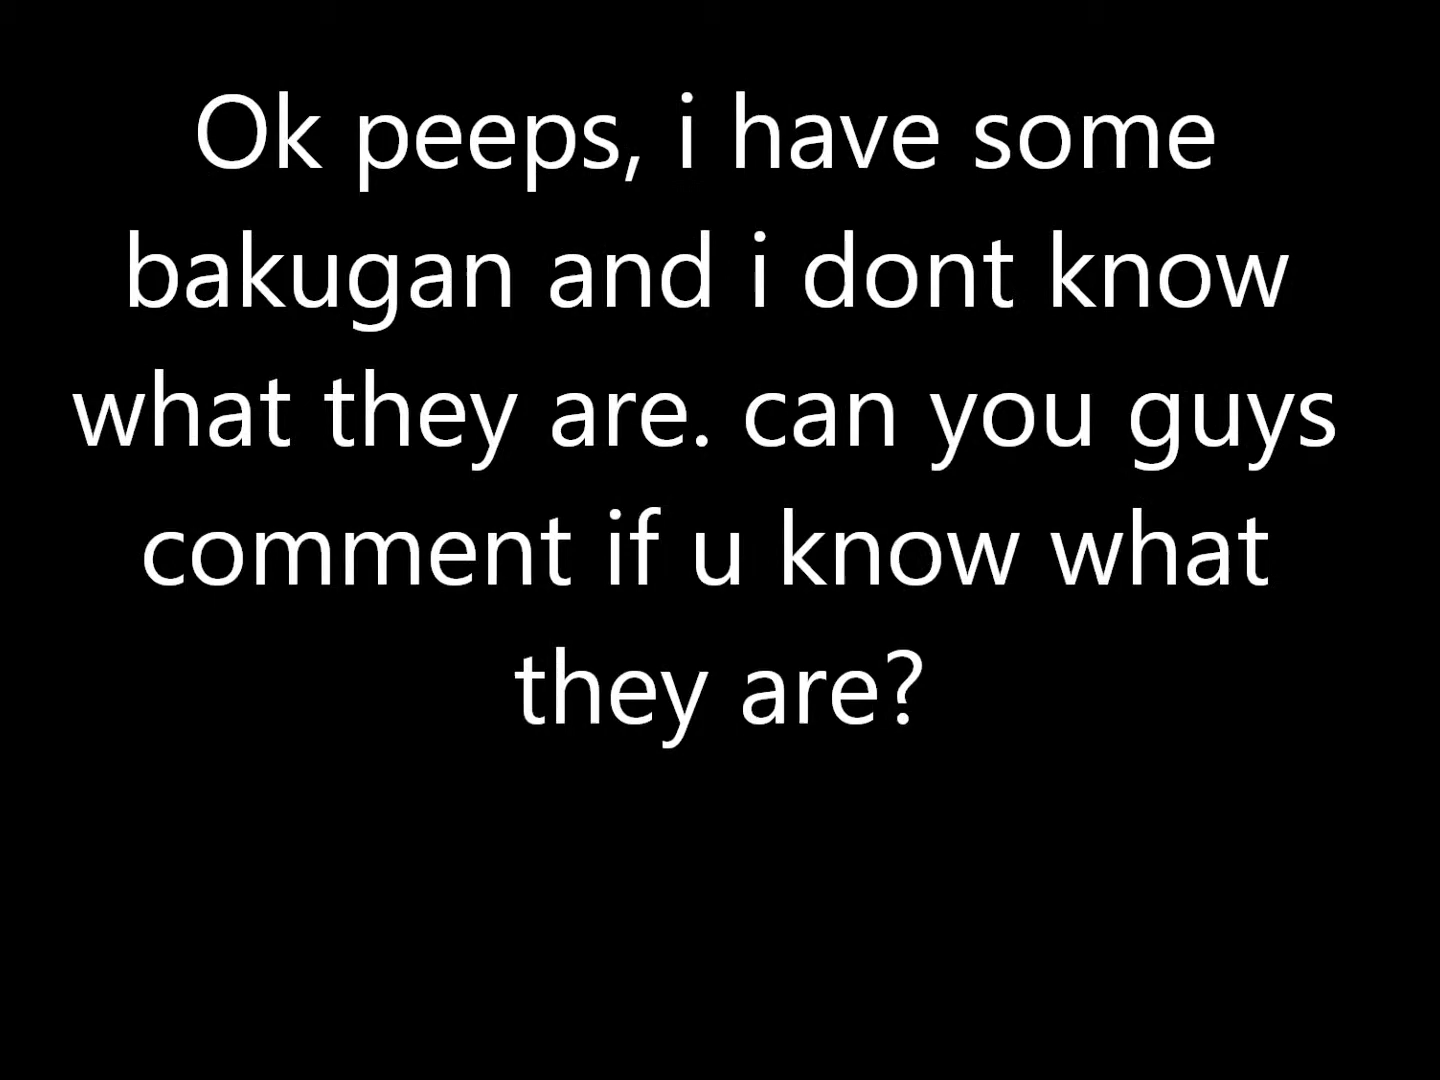 Ok peeps, i have some
bakugan and i dont know
what they are. can you guys
comment if u know what
they are?